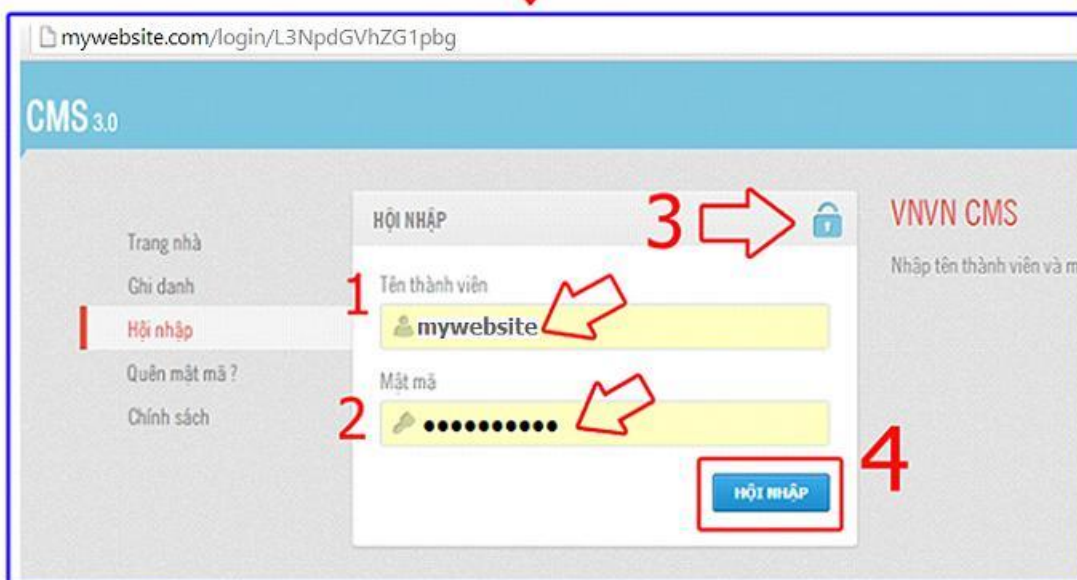 mywebsite.com/login/L3NpdGVhZG1pbg
CMS 3.0
Trang nhà
Ghi danh
Hội nhập
Quên mật mã ?
Chính sách
HỘI NHẬP
3
1
Tên thành viên
mywebsite
2
Mật mã
••••••••••
HỘI NHẬP
4
VNVN CMS
Nhập tên thành viên và m